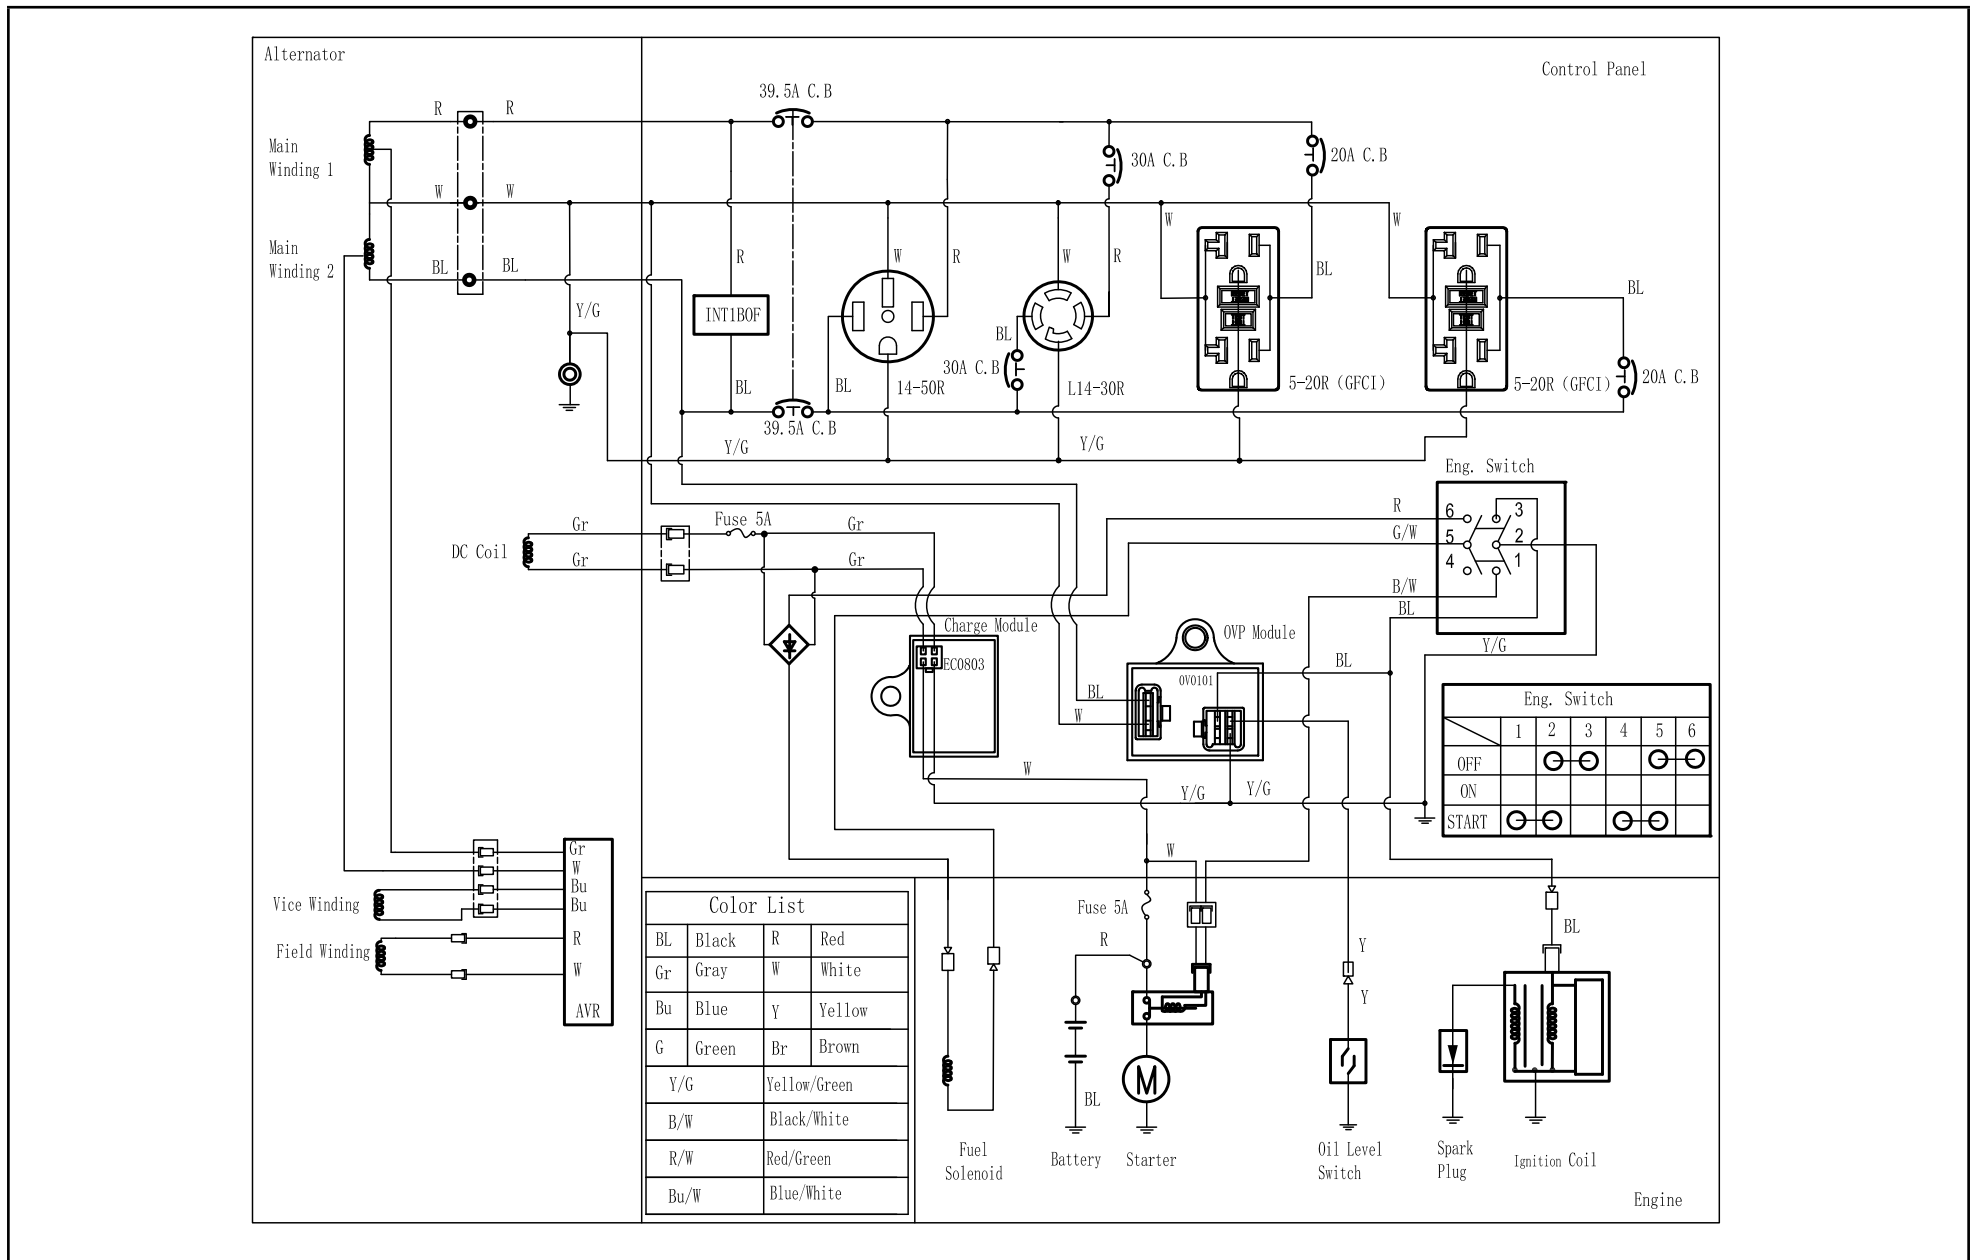 Alternator
Control Panel
39.5A C.B
R
R
Main
Winding 1
30A C.B
20A C.B
W
W
W
W
Main
Winding 2
BL
BL
R
W
R
W
R
BL
BL
Y/G
INT1BOF
BL
30A C.B
BL
BL
14-50R
L14-30R
5-20R (GFCI)
5-20R (GFCI)
20A C.B
39.5A C.B
Y/G
Y/G
Eng. Switch
R
6
3
G/W
5
2
4
1
B/W
BL
Y/G
Fuse 5A
Gr
Gr
DC Coil
Gr
Gr
Charge Module
EC0803
OVP Module
OV0101
BL
BL
W
W
Y/G
Y/G
Eng. Switch
1 2 3 4 5 6
OFF
ON
START
W
Gr
W
Bu
Bu
R
W
AVR
Vice Winding
Field Winding
Color List
BL Black R Red
Gr Gray W White
Bu Blue Y Yellow
G Green Br Brown
Y/G Yellow/Green
B/W Black/White
R/W Red/Green
Bu/W Blue/White
Fuse 5A
R
BL
M
Y
Y
BL
Fuel
Solenoid
Battery
Starter
Oil Level
Switch
Spark
Plug
Ignition Coil
Engine